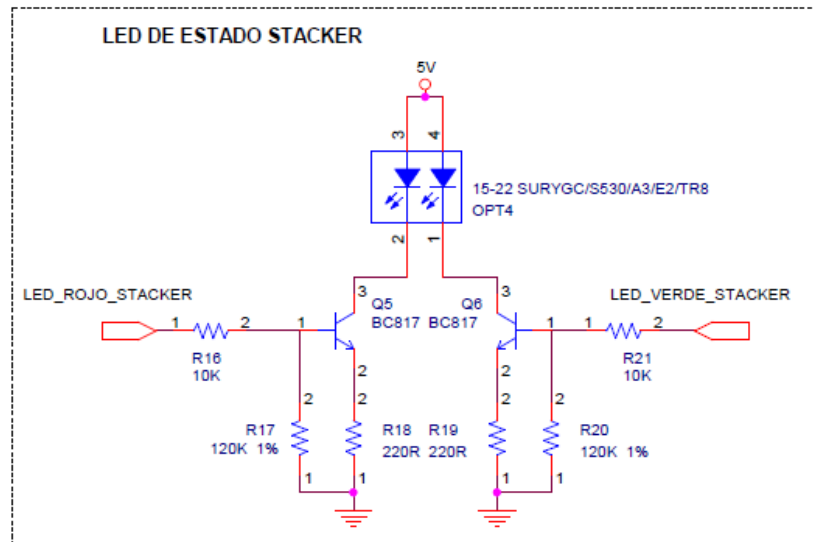 LED DE ESTADO STACKER
5V
3 4
15-22 SURYGC/S530/A3/E2/TR8
OPT4
2 1
LED_ROJO_STACKER
LED_VERDE_STACKER
3 3
Q5 Q6
BC817 BC817
1 2 1 1 1 2
R16
10K
R21
10K
2 2
2 2 2 2
R17
120K 1%
R18 R19
220R 220R
R20
120K 1%
1 1 1 1